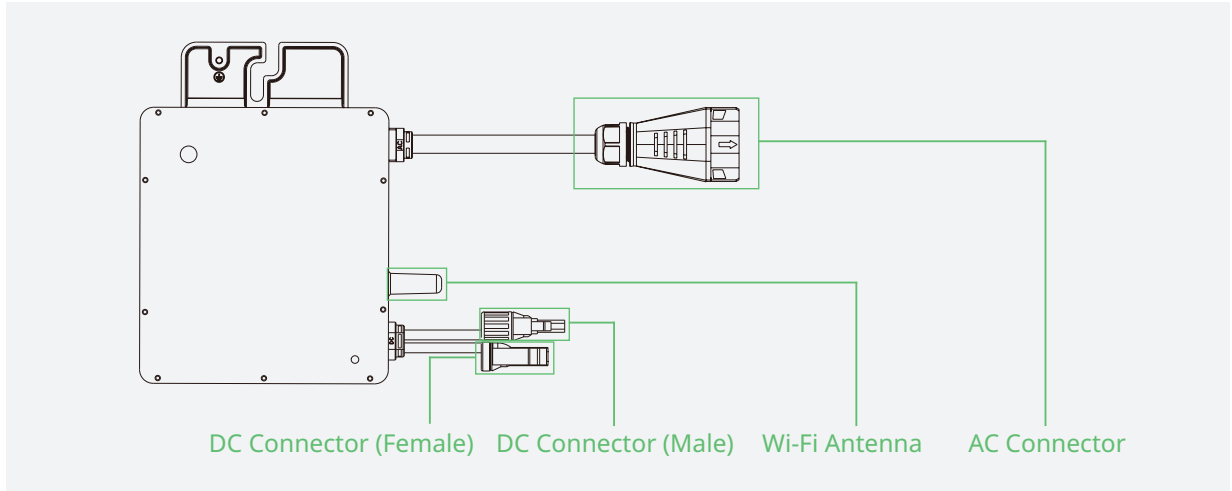 AC
DC
DC Connector (Female)
DC Connector (Male)
Wi-Fi Antenna
AC Connector